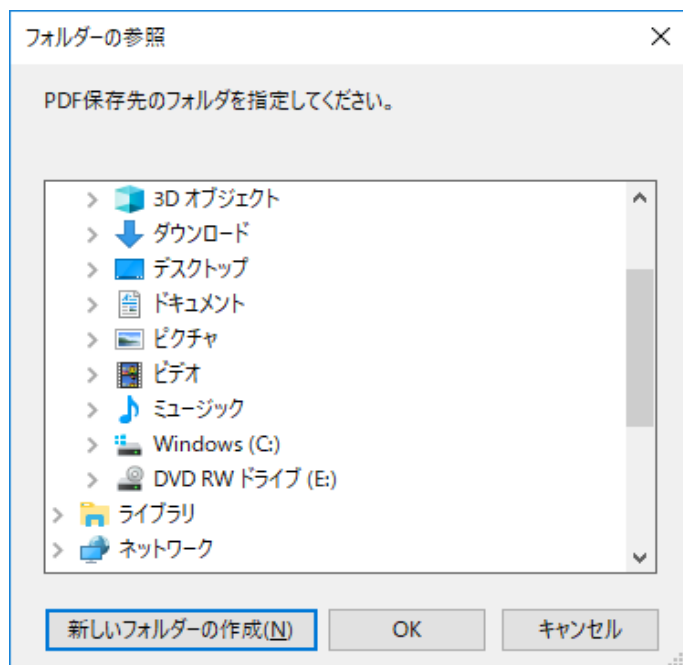 フォルダーの参照
PDF保存先のフォルダを指定してください。
3D オブジェクト
ダウンロード
デスクトップ
ドキュメント
ピクチャ
ビデオ
ミュージック
Windows (C:)
DVD RW ドライブ (E:)
ライブラリ
ネットワーク
新しいフォルダーの作成(N) OK キャンセル